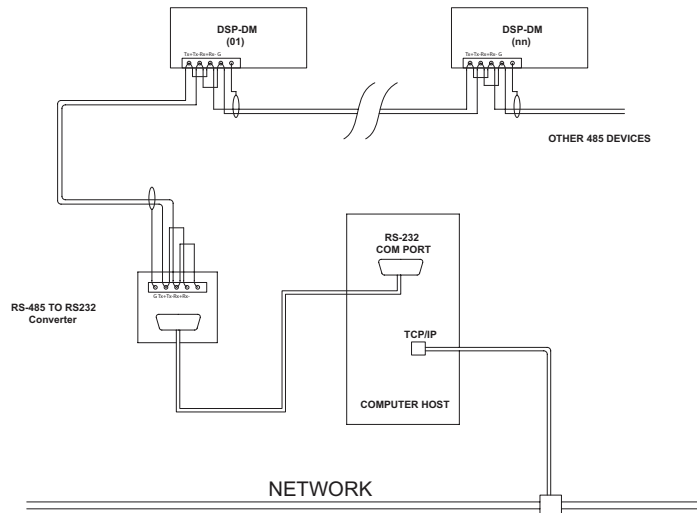 DSP-DM
(01)
Tx+Tx-Rx+Rx- G
DSP-DM
(nn)
Tx+Tx-Rx+Rx- G
OTHER 485 DEVICES
RS-232
COM PORT
G Tx+Tx-Rx+Rx-
RS-485 TO RS232
Converter
TCP/IP
COMPUTER HOST
NETWORK